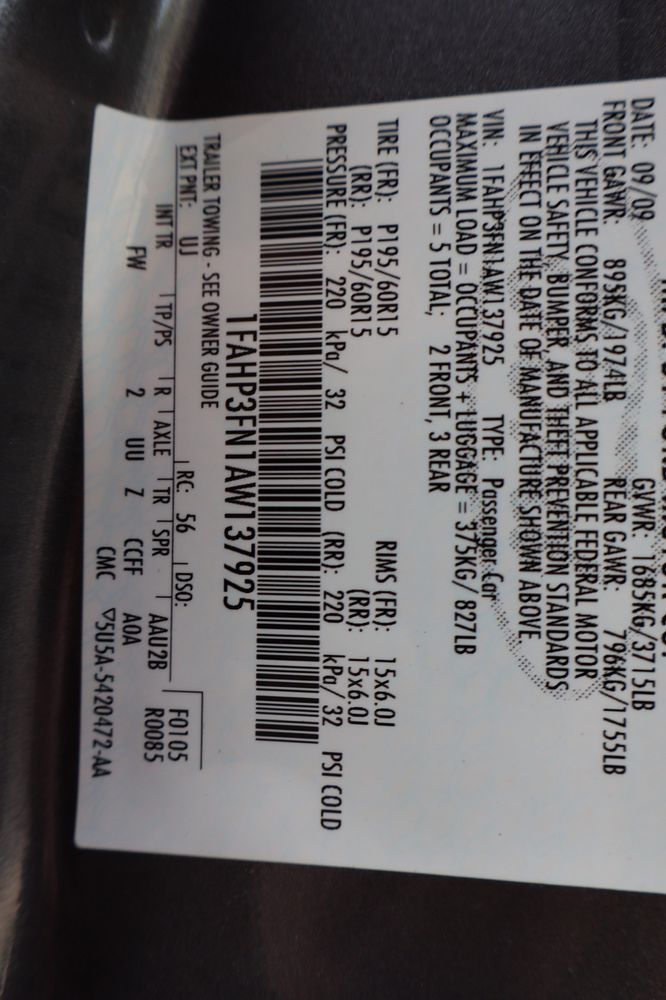 DATE: 09/09 GVWR: 1685KG/3715LB
FRONT GAWR: 895KG/1974LB REAR GAWR: 796KG/1755LB
THIS VEHICLE CONFORMS TO ALL APPLICABLE FEDERAL MOTOR
VEHICLE SAFETY, BUMPER, AND THEFT PREVENTION STANDARDS
IN EFFECT ON THE DATE OF MANUFACTURE SHOWN ABOVE.
VIN: 1FAHP3FN1AW137925 TYPE: Passenger Car
MAXIMUM LOAD = OCCUPANTS + LUGGAGE = 375KG/827LB
OCCUPANTS = 5 TOTAL; 2 FRONT, 3 REAR
TIRE (FR): P195/60R15 RIMS (FR): 15x6.0J
(RR): P195/60R15 (RR): 15x6.0J
PRESSURE (FR): 220 kPa/ 32 PSI COLD (RR): 220 kPa/ 32 PSI COLD
1FAHP3FN1AW137925
TRAILER TOWING - SEE OWNER GUIDE
EXT PNT: UJ RC: 56 DSO: F0105
INT TR TP/PS R AXLE TR SPR AAU2B R0085
FW 2 UU Z CCFF AOA
CMC ▽5U5A-5420472-AA